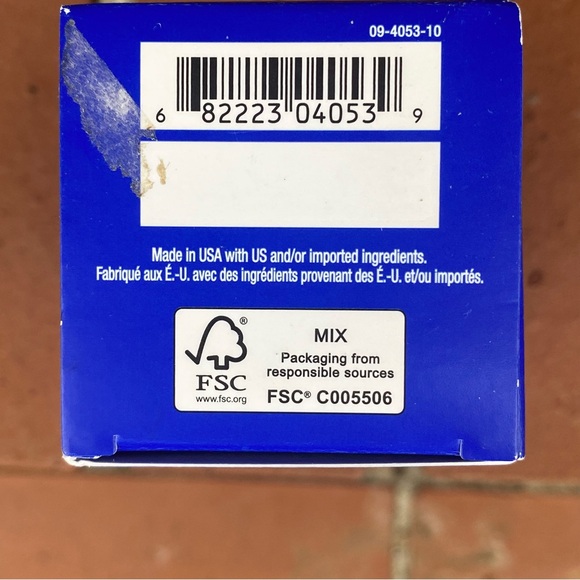 09-4053-10
6 82223 04053 9
Made in USA with US and/or imported ingredients.
Fabriqué aux É.-U. avec des ingrédients provenant des É.-U. et/ou importés.
®
FSC
www.fsc.org
MIX
Packaging from
responsible sources
FSC® C005506